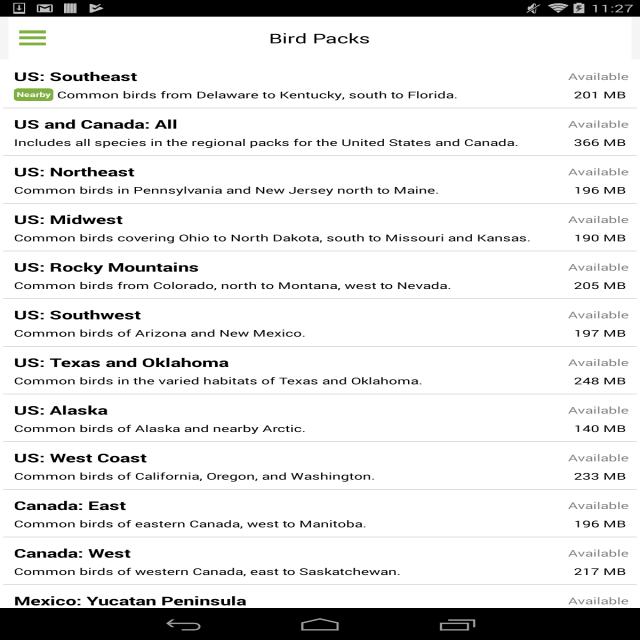 11:27
Bird Packs
US: Southeast Available
Nearby Common birds from Delaware to Kentucky, south to Florida. 201 MB
US and Canada: All Available
Includes all species in the regional packs for the United States and Canada. 366 MB
US: Northeast Available
Common birds in Pennsylvania and New Jersey north to Maine. 196 MB
US: Midwest Available
Common birds covering Ohio to North Dakota, south to Missouri and Kansas. 190 MB
US: Rocky Mountains Available
Common birds from Colorado, north to Montana, west to Nevada. 205 MB
US: Southwest Available
Common birds of Arizona and New Mexico. 197 MB
US: Texas and Oklahoma Available
Common birds in the varied habitats of Texas and Oklahoma. 248 MB
US: Alaska Available
Common birds of Alaska and nearby Arctic. 140 MB
US: West Coast Available
Common birds of California, Oregon, and Washington. 233 MB
Canada: East Available
Common birds of eastern Canada, west to Manitoba. 196 MB
Canada: West Available
Common birds of western Canada, east to Saskatchewan. 217 MB
Mexico: Yucatan Peninsula Available